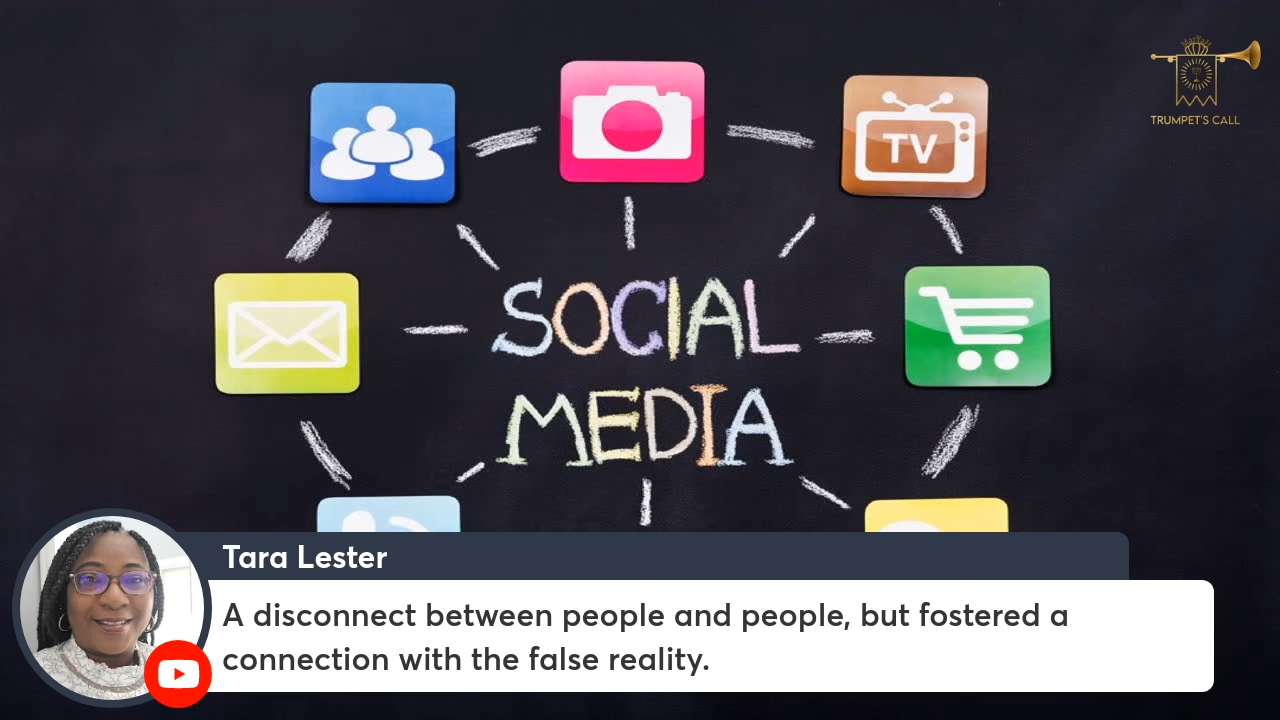 TRUMPET'S CALL
TV
SOCIAL
MEDIA
Tara Lester
A disconnect between people and people, but fostered a
connection with the false reality.